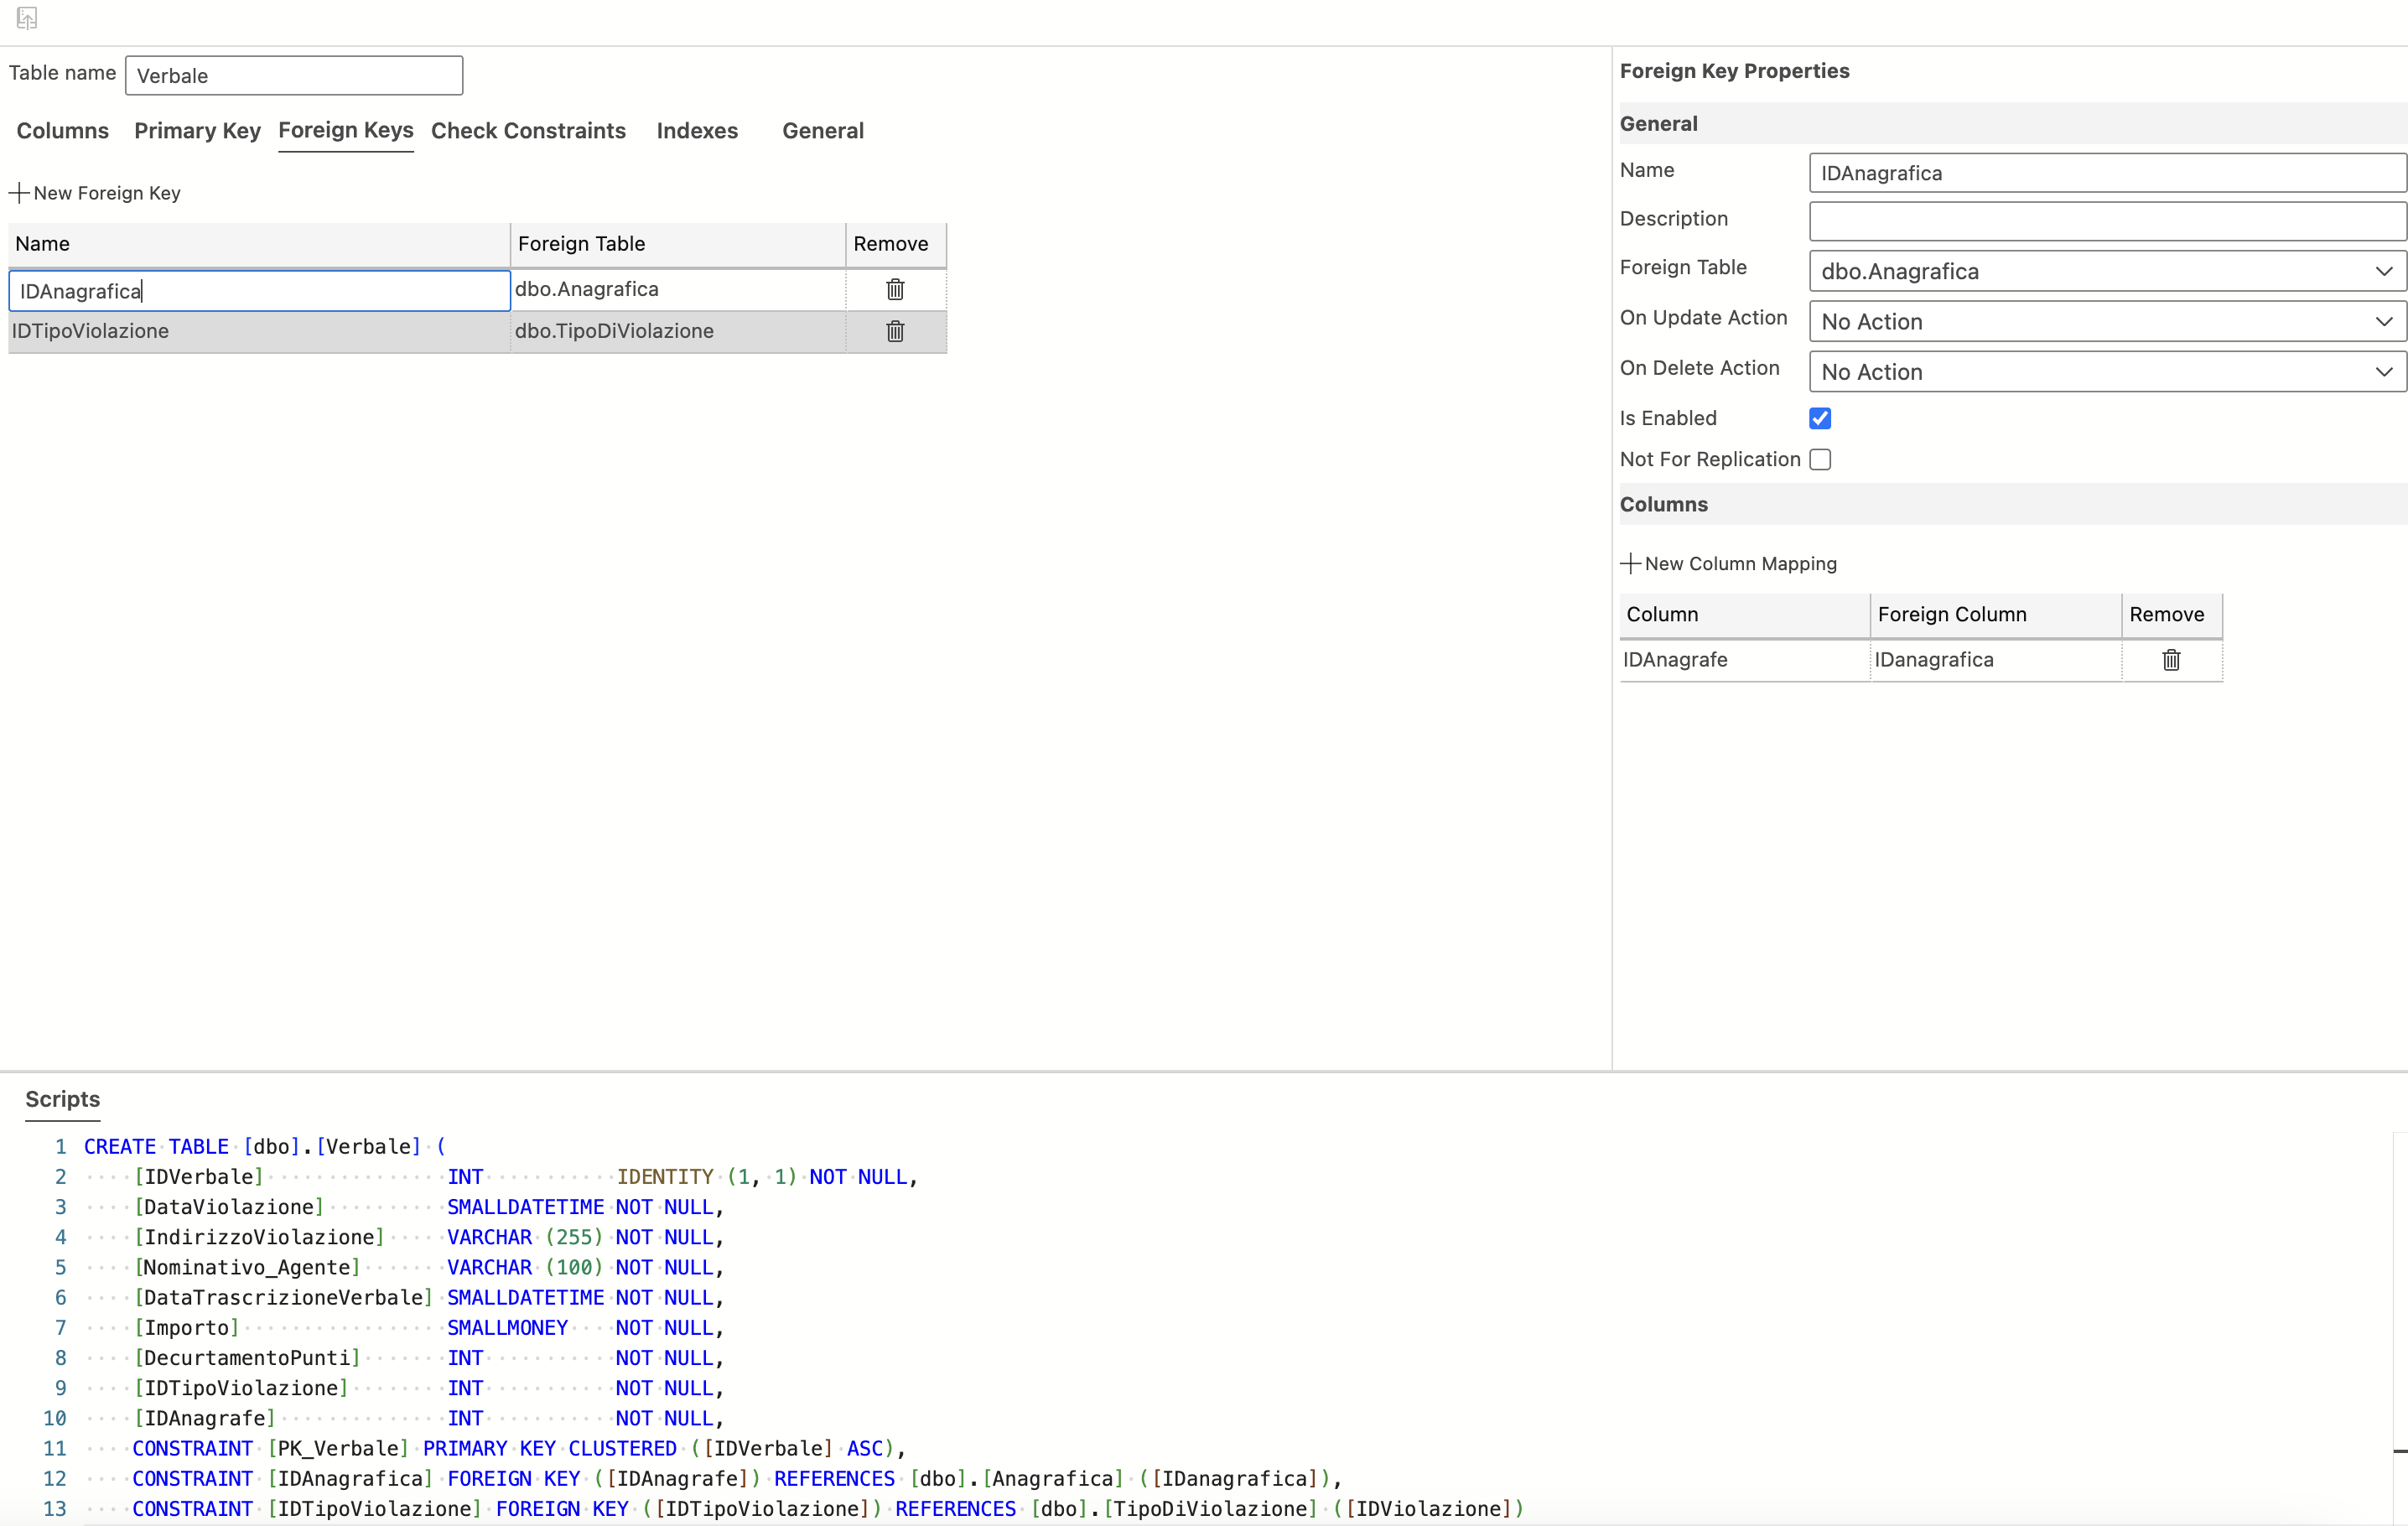 Table name Verbale
Columns Primary Key Foreign Keys Check Constraints Indexes General
New Foreign Key
Name Foreign Table Remove
IDAnagrafica dbo.Anagrafica
IDTipoViolazione dbo.TipoDiViolazione
Foreign Key Properties
General
Name IDAnagrafica
Description
Foreign Table dbo.Anagrafica
On Update Action No Action
On Delete Action No Action
Is Enabled
Not For Replication
Columns
New Column Mapping
Column Foreign Column Remove
IDAnagrafe IDanagrafica
Scripts
1 CREATE TABLE [dbo].[Verbale] (
2 [IDVerbale] INT IDENTITY (1, 1) NOT NULL,
3 [DataViolazione] SMALLDATETIME NOT NULL,
4 [IndirizzoViolazione] VARCHAR (255) NOT NULL,
5 [Nominativo_Agente] VARCHAR (100) NOT NULL,
6 [DataTrascrizioneVerbale] SMALLDATETIME NOT NULL,
7 [Importo] SMALLMONEY NOT NULL,
8 [DecurtamentoPunti] INT NOT NULL,
9 [IDTipoViolazione] INT NOT NULL,
10 [IDAnagrafe] INT NOT NULL,
11 CONSTRAINT [PK_Verbale] PRIMARY KEY CLUSTERED ([IDVerbale] ASC),
12 CONSTRAINT [IDAnagrafica] FOREIGN KEY ([IDAnagrafe]) REFERENCES [dbo].[Anagrafica] ([IDanagrafica]),
13 CONSTRAINT [IDTipoViolazione] FOREIGN KEY ([IDTipoViolazione]) REFERENCES [dbo].[TipoDiViolazione] ([IDViolazione])